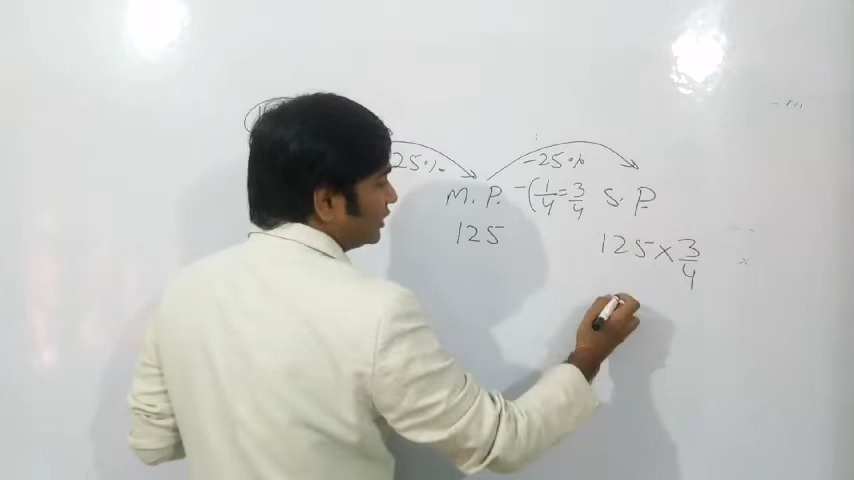 25% -25%
M. P. -(1/4 = 3/4 S. P.
125 125 × 3/4